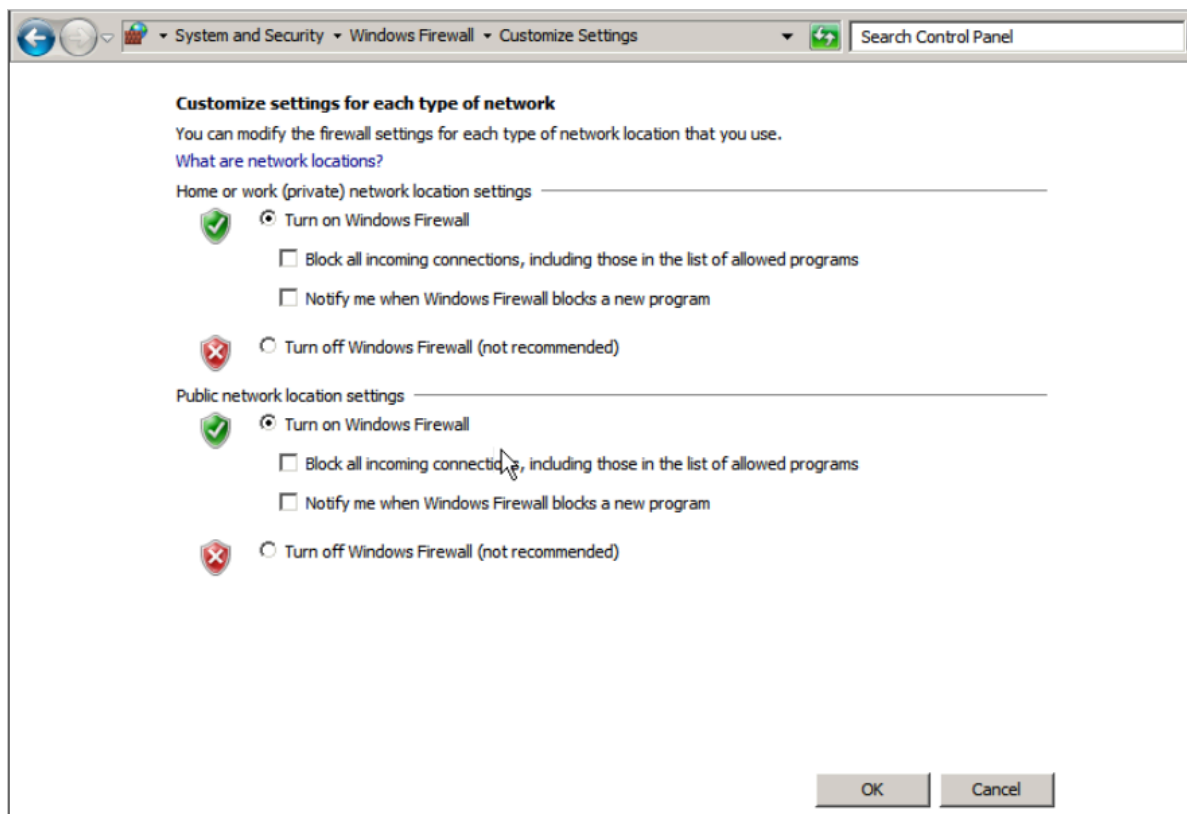 System and Security Windows Firewall Customize Settings Search Control Panel
Customize settings for each type of network
You can modify the firewall settings for each type of network location that you use.
What are network locations?
Home or work (private) network location settings
Turn on Windows Firewall
Block all incoming connections, including those in the list of allowed programs
Notify me when Windows Firewall blocks a new program
Turn off Windows Firewall (not recommended)
Public network location settings
Turn on Windows Firewall
Block all incoming connections, including those in the list of allowed programs
Notify me when Windows Firewall blocks a new program
Turn off Windows Firewall (not recommended)
OK Cancel